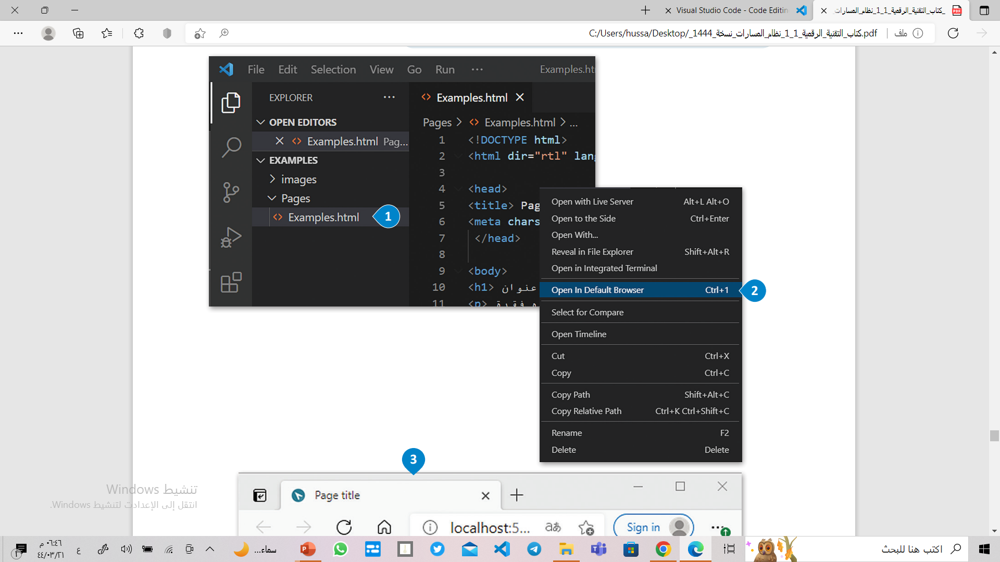 Visual Studio Code - Code Editin
_كتاب_التقنية_الرقمية_1_1_نظام_المسارات
C:/Users/hussa/Desktop/_1444_كتاب_التقنية_الرقمية_1_1_نظام_المسارات_نسخة.pdf
ملف
File Edit Selection View Go Run ··· Examples.ht
EXPLORER ···
Examples.html
OPEN EDITORS
Pages > Examples.html > ...
Examples.html Pag...
1 <!DOCTYPE html>
EXAMPLES
2 <html dir="rtl" lan
images
3
4 <head>
Pages
5 <title> Pag
Examples.html
1
6 <meta chars
7 </head>
8
9 <body>
10 <h1> عنوان
11 <p> ه فقدة
Open with Live Server Alt+L Alt+O
Open to the Side Ctrl+Enter
Open With...
Reveal in File Explorer Shift+Alt+R
Open in Integrated Terminal
Open In Default Browser Ctrl+1
2
Select for Compare
Open Timeline
Cut Ctrl+X
Copy Ctrl+C
Copy Path Shift+Alt+C
Copy Relative Path Ctrl+K Ctrl+Shift+C
Rename F2
Delete Delete
3
Page title
localhost:5...
aあ
Sign in
تنشيط Windows
انتقل إلى الإعدادت لتنشيط Windows.
اكتب هنا للبحث
سماء...
ع
٠٦:٤٦ م
٤٤/٠٣/٢١
١